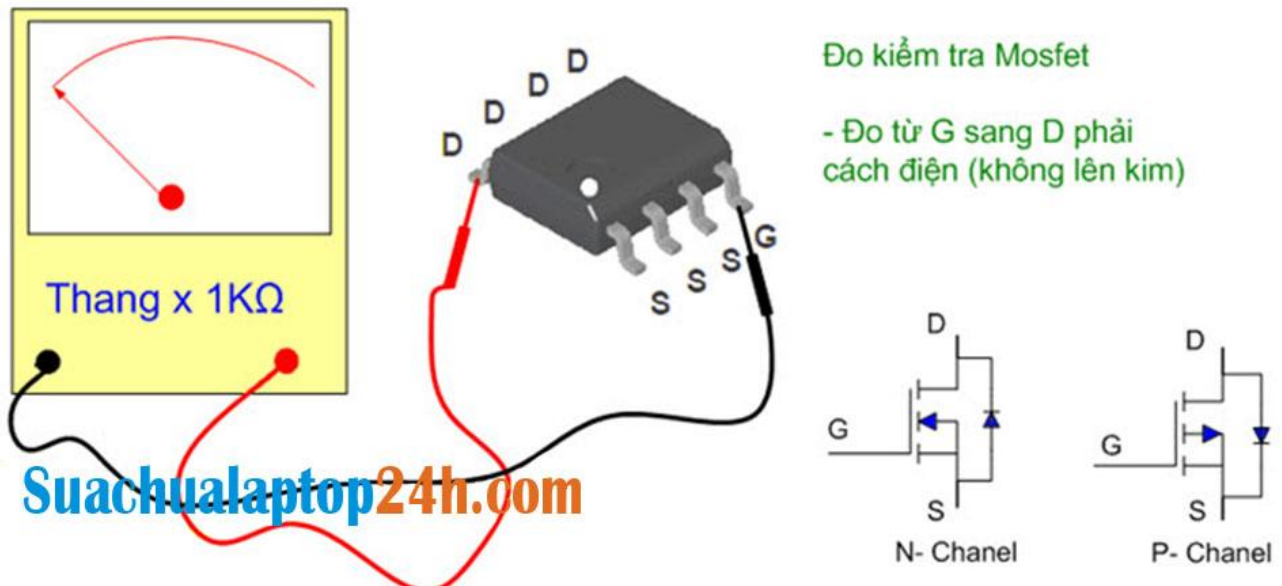 Đo kiểm tra Mosfet
- Đo từ G sang D phải
cách điện (không lên kim)
D
D
D
D
G
S
S
S
Thang x 1KΩ
Suachualaptop24h.com
D
G
S
N- Chanel
D
G
S
P- Chanel